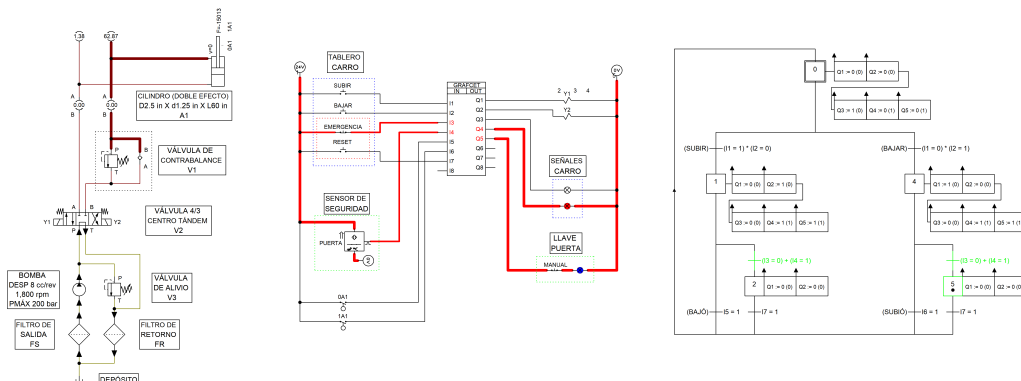 1.38
62.87
F=-15013
v=0
1A1
0A1
A
A
0.00
0.00
B
B
CILINDRO (DOBLE EFECTO)
D2.5 in X d1.25 in X L60 in
A1
P
B
T
A
VÁLVULA DE
CONTRABALANCE
V1
A
B
Y1
Y2
P
T
VÁLVULA 4/3
CENTRO TÁNDEM
V2
BOMBA
DESP 8 cc/rev
1,800 rpm
PMÁX 200 bar
P
T
VÁLVULA
DE ALIVIO
V3
FILTRO DE
SALIDA
FS
FILTRO DE
RETORNO
FR
DEPÓSITO
TABLERO
CARRO
24V
0V
SUBIR
BAJAR
EMERGENCIA
RESET
GRAFCET
IN OUT
I1
I2
I3
I4
I5
I6
I7
I8
Q1
Q2
Q3
Q4
Q5
Q6
Q7
Q8
2 Y1 3 4
Y2
SEÑALES
CARRO
SENSOR DE
SEGURIDAD
PUERTA
2
LLAVE
PUERTA
MANUAL
0A1
1A1
0
Q1 := 0 (0)
Q2 := 0 (0)
Q3 := 1 (0)
Q4 := 0 (1)
Q5 := 0 (1)
(SUBIR)
(I1 = 1) * (I2 = 0)
(BAJAR)
(I1 = 0) * (I2 = 1)
1
Q1 := 0 (0)
Q2 := 1 (0)
Q3 := 0 (0)
Q4 := 1 (1)
Q5 := 1 (1)
4
Q1 := 1 (0)
Q2 := 0 (0)
Q3 := 0 (0)
Q4 := 1 (1)
Q5 := 1 (1)
(I3 = 0) + (I4 = 1)
(I3 = 0) + (I4 = 1)
2
Q1 := 0 (0)
Q2 := 0 (0)
5
Q1 := 0 (0)
Q2 := 0 (0)
(BAJÓ)
I5 = 1
I7 = 1
(SUBIÓ)
I6 = 1
I7 = 1